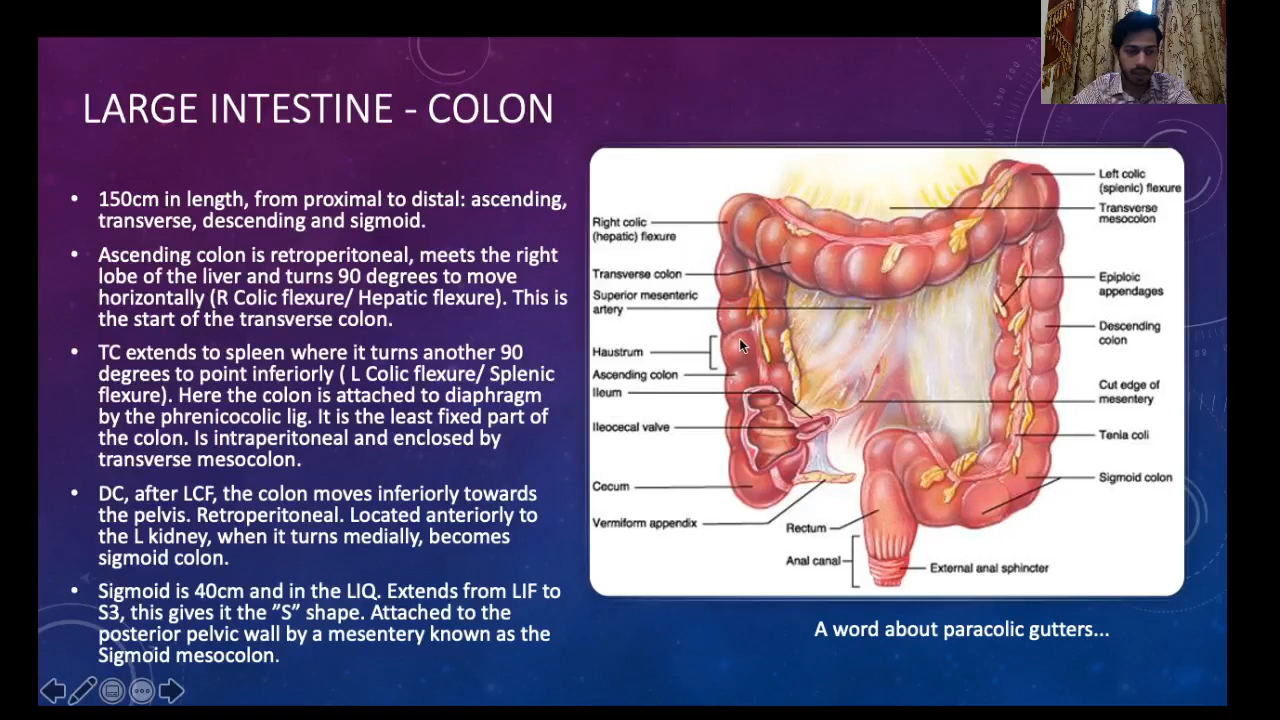 LARGE INTESTINE - COLON
• 150cm in length, from proximal to distal: ascending,
transverse, descending and sigmoid.
• Ascending colon is retroperitoneal, meets the right
lobe of the liver and turns 90 degrees to move
horizontally (R Colic flexure/ Hepatic flexure). This is
the start of the transverse colon.
• TC extends to spleen where it turns another 90
degrees to point inferiorly ( L Colic flexure/ Splenic
flexure). Here the colon is attached to diaphragm
by the phrenicocolic lig. It is the least fixed part of
the colon. Is intraperitoneal and enclosed by
transverse mesocolon.
• DC, after LCF, the colon moves inferiorly towards
the pelvis. Retroperitoneal. Located anteriorly to
the L kidney, when it turns medially, becomes
sigmoid colon.
• Sigmoid is 40cm and in the LIQ. Extends from LIF to
S3, this gives it the ”S” shape. Attached to the
posterior pelvic wall by a mesentery known as the
Sigmoid mesocolon.
Right colic
(hepatic) flexure
Transverse colon
Superior mesenteric
artery
Haustrum
Ascending colon
Ileum
Ileocecal valve
Cecum
Vermiform appendix
Rectum
Anal canal
Left colic
(splenic) flexure
Transverse
mesocolon
Epiploic
appendages
Descending
colon
Cut edge of
mesentery
Tenia coli
Sigmoid colon
External anal sphincter
A word about paracolic gutters...